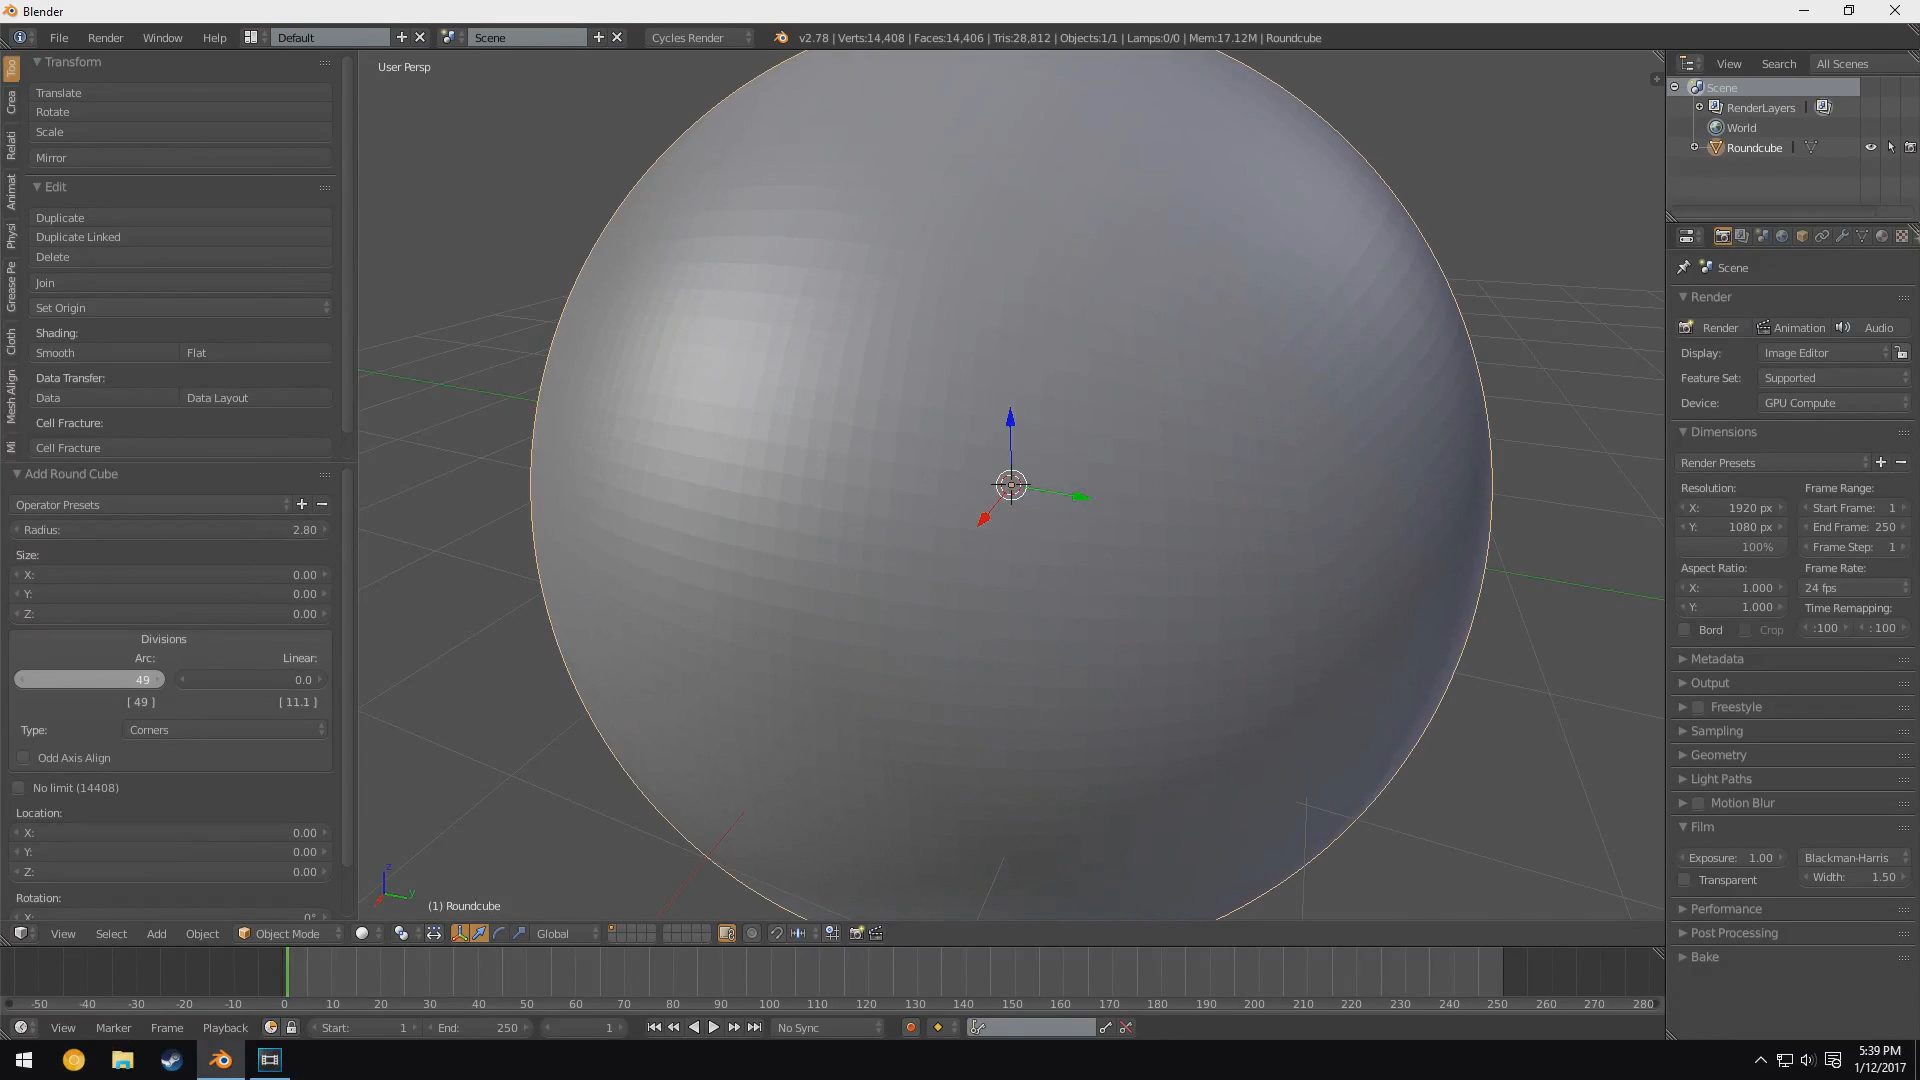 Blender
File Render Window Help Default Scene Cycles Render v2.78 | Verts:14,408 | Faces:14,406 | Tris:28,812 | Objects:1/1 | Lamps:0/0 | Mem:17.12M | Roundcube
Too
Crea
Relati
Animat
Physi
Grease Pe
Cloth
Mesh Align
Mi
Transform
Translate
Rotate
Scale
Mirror
Edit
Duplicate
Duplicate Linked
Delete
Join
Set Origin
Shading:
Smooth Flat
Data Transfer:
Data Data Layout
Cell Fracture:
Cell Fracture
Add Round Cube
Operator Presets
Radius: 2.80
Size:
X: 0.00
Y: 0.00
Z: 0.00
Divisions
Arc: Linear:
49 0.0
[ 49 ] [ 11.1 ]
Type: Corners
Odd Axis Align
No limit (14408)
Location:
X: 0.00
Y: 0.00
Z: 0.00
Rotation:
X: 0°
User Persp
z
y
(1) Roundcube
View Select Add Object Object Mode Global
View Search All Scenes
Scene
RenderLayers
World
Roundcube
Scene
Render
Render Animation Audio
Display: Image Editor
Feature Set: Supported
Device: GPU Compute
Dimensions
Render Presets
Resolution: Frame Range:
X: 1920 px Start Frame: 1
Y: 1080 px End Frame: 250
100% Frame Step: 1
Aspect Ratio: Frame Rate:
X: 1.000 24 fps
Y: 1.000 Time Remapping:
Bord Crop :100 : 100
Metadata
Output
Freestyle
Sampling
Geometry
Light Paths
Motion Blur
Film
Exposure: 1.00 Blackman-Harris
Transparent Width: 1.50
Performance
Post Processing
Bake
-50 -40 -30 -20 -10 0 10 20 30 40 50 60 70 80 90 100 110 120 130 140 150 160 170 180 190 200 210 220 230 240 250 260 270 280
View Marker Frame Playback Start: 1 End: 250 1 No Sync
5:39 PM
1/12/2017